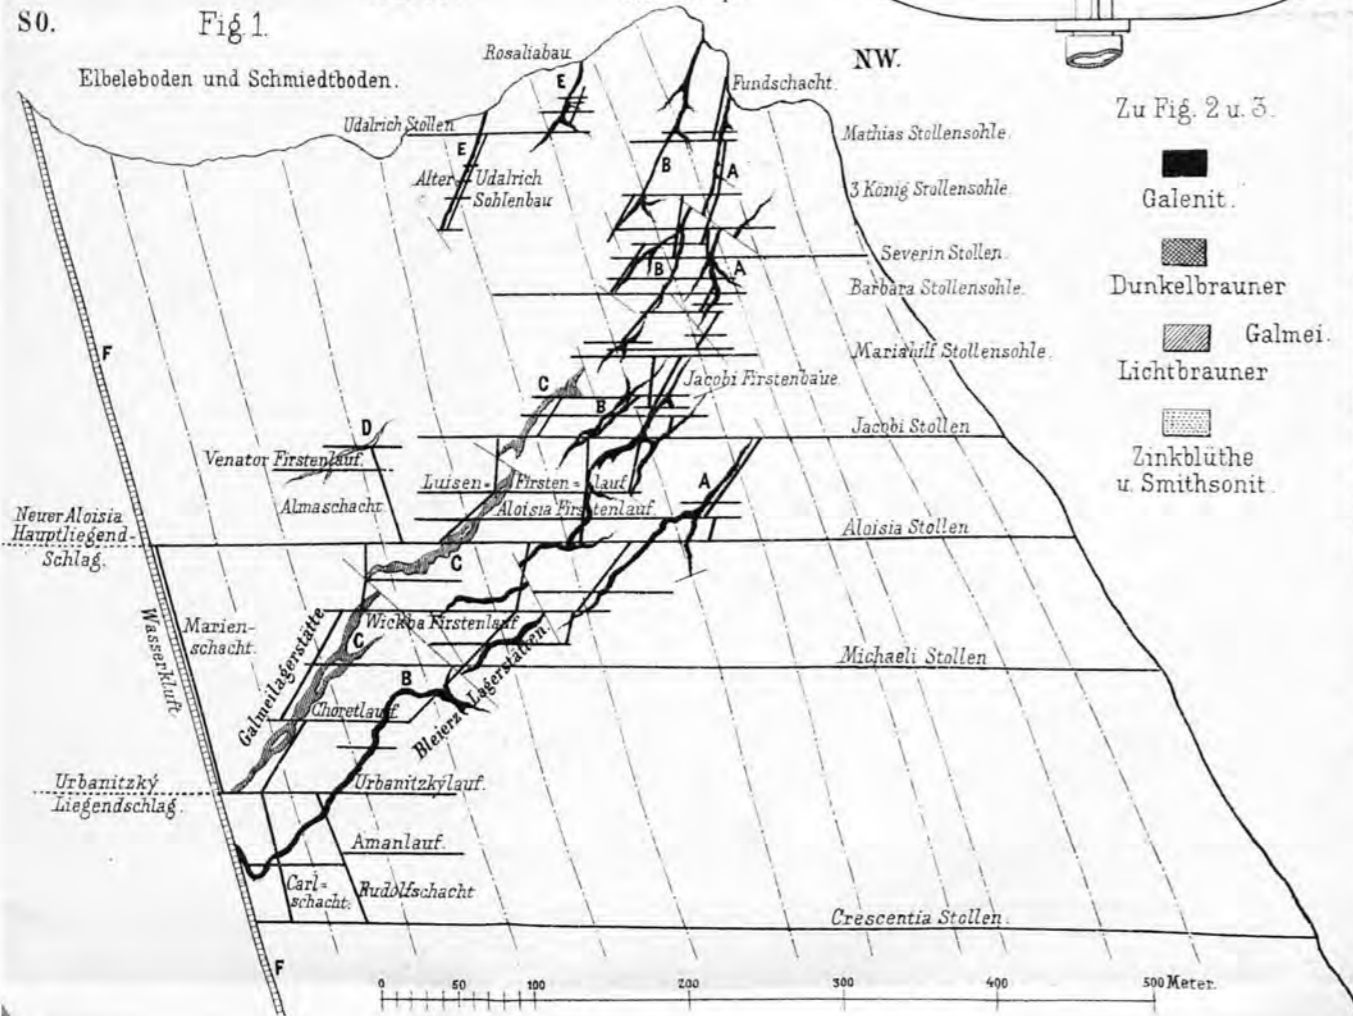 SO.
Fig 1.
Elbeleboden und Schmiedtboden.
Rosaliabau
NW.
Fundschacht.
Udalrich Stollen
Mathias Stollensohle.
E
E
Alter Udalrich
Sohlenbau
B
A
3 König Stollensohle.
Severin Stollen.
B
A
Barbara Stollensohle.
Mariahilf Stollensohle.
F
C
B
Jacobi Firstenbaue.
Jacobi Stollen
D
Venator Firstenlauf.
Luisen=Firsten=lauf
A
Almaschacht
Aloisia Firstenlauf
Neuer Aloisia
Hauptliegend-
Schlag.
Aloisia Stollen
C
Wasserkluft
Marien-
schacht.
Galmeilagerstätte
Wickba Firstenlauf
C
Bleierz Lagerstätten.
Michaeli Stollen
B
Choretlauf
Urbanitzký
Liegendschlag.
Urbanitzkýlauf.
Amanlauf.
Carl=
schacht.
Rudolfschacht
Crescentia Stollen.
F
0 50 100 200 300 400 500 Meter.
Zu Fig. 2 u. 3.
Galenit.
Dunkelbrauner
Galmei.
Lichtbrauner
Zinkblüthe
u. Smithsonit.